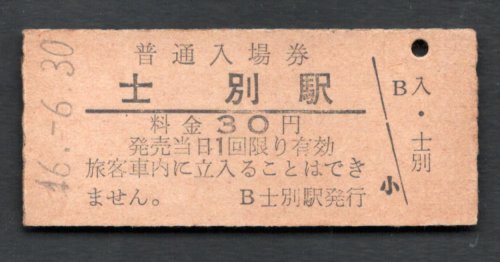 46.-6.30
普通入場券
士別駅
料金30円
発売当日1回限り有効
旅客車内に立入ることはでき
ません。 B士別駅発行
B 入・士別
小